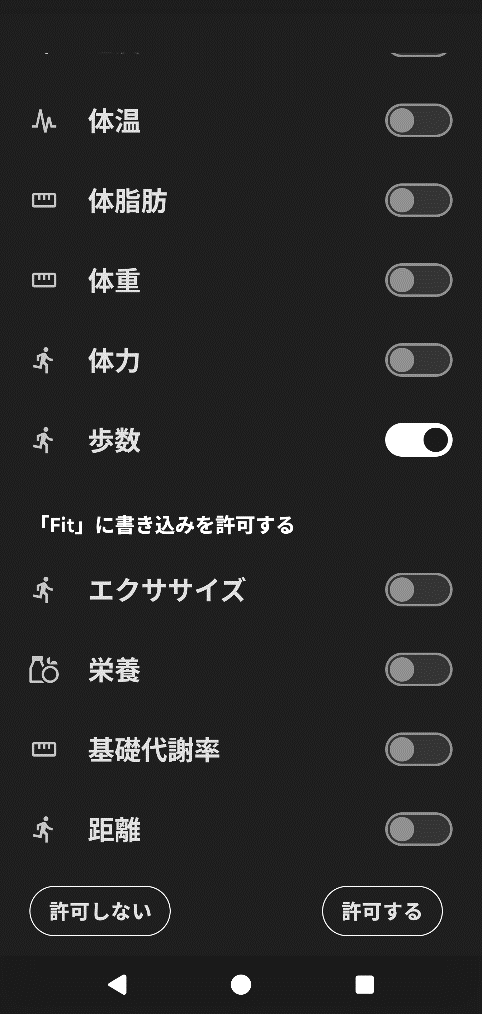 体温
体脂肪
体重
体力
歩数
「Fit」に書き込みを許可する
エクササイズ
栄養
基礎代謝率
距離
許可しない
許可する